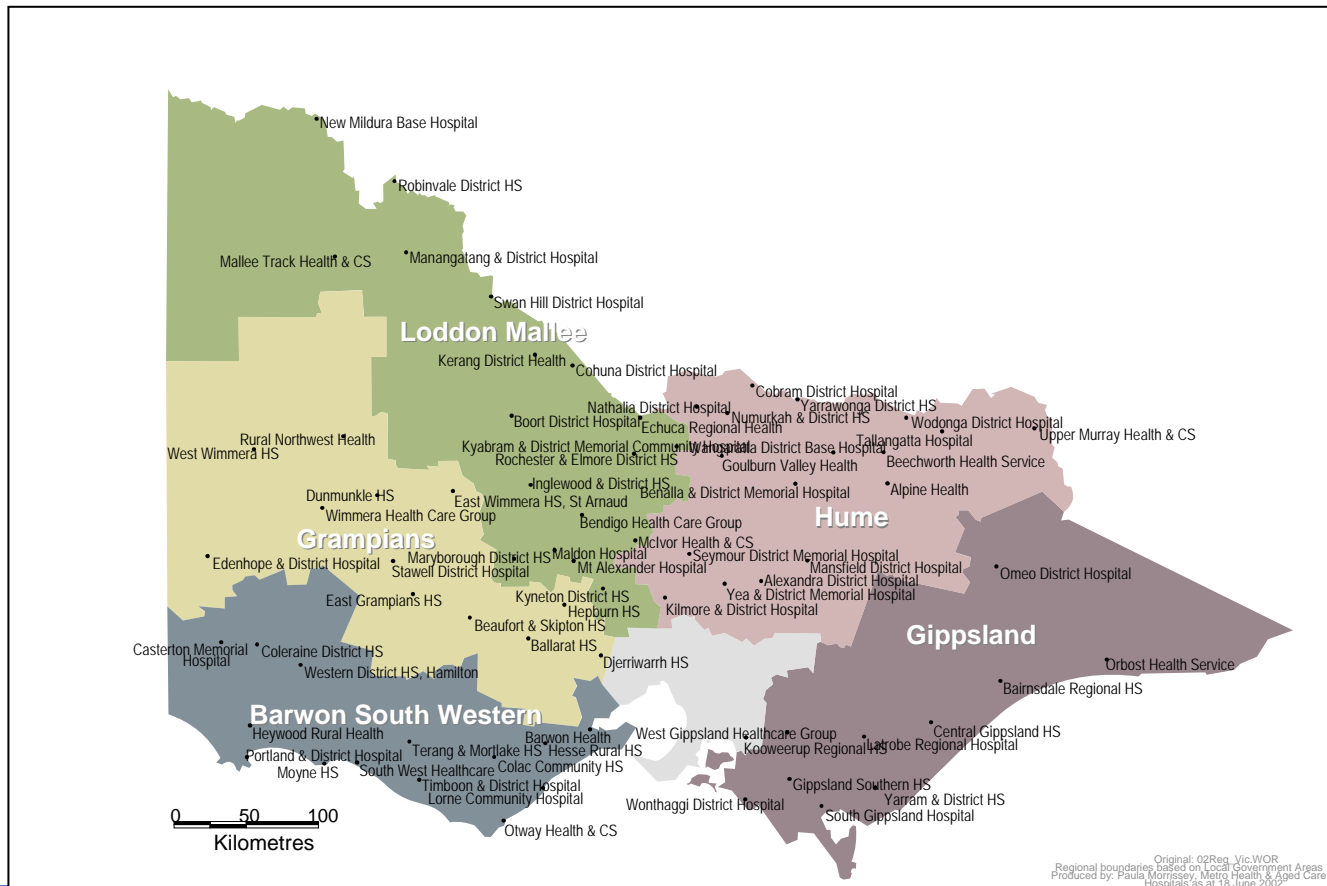 New Mildura Base Hospital
Robinvale District HS
Mallee Track Health & CS
Manangatang & District Hospital
Swan Hill District Hospital
Loddon Mallee
Kerang District Health
Cohuna District Hospital
Cobram District Hospital
Nathalia District Hospital
Yarrawonga District HS
Numurkah & District HS
Boort District Hospital
Echuca Regional Health
Wodonga District Hospital
Upper Murray Health & CS
Tallangatta Hospital
Rural Northwest Health
West Wimmera HS
Kyabram & District Memorial Community Hospital
Wangaratta District Base Hospital
Rochester & Elmore District HS
Goulburn Valley Health
Beechworth Health Service
Inglewood & District HS
Benalla & District Memorial Hospital
Alpine Health
Dunmunkle HS
East Wimmera HS, St Arnaud
Wimmera Health Care Group
Bendigo Health Care Group
Hume
Grampians
McIvor Health & CS
Maldon Hospital
Seymour District Memorial Hospital
Maryborough District HS
Edenhope & District Hospital
Stawell District Hospital
Mt Alexander Hospital
Mansfield District Hospital
Omeo District Hospital
Alexandra District Hospital
Kyneton District HS
Yea & District Memorial Hospital
East Grampians HS
Hepburn HS
Kilmore & District Hospital
Beaufort & Skipton HS
Gippsland
Ballarat HS
Casterton Memorial
Hospital
Coleraine District HS
Djerriwarrh HS
Western District HS, Hamilton
Orbost Health Service
Bairnsdale Regional HS
Barwon South Western
Heywood Rural Health
Barwon Health
West Gippsland Healthcare Group
Central Gippsland HS
Terang & Mortlake HS
Hesse Rural HS
Kooweerup Regional HS
Latrobe Regional Hospital
Portland & District Hospital
Colac Community HS
Moyne HS
South West Healthcare
Timboon & District Hospital
Gippsland Southern HS
Lorne Community Hospital
Wonthaggi District Hospital
Yarram & District HS
South Gippsland Hospital
Otway Health & CS
0 50 100
Kilometres
Original: 02Reg_Vic.WOR
Regional boundaries based on Local Government Areas
Produced by: Paula Morrissey, Metro Health & Aged Care
Hospitals as at 18 June 2002